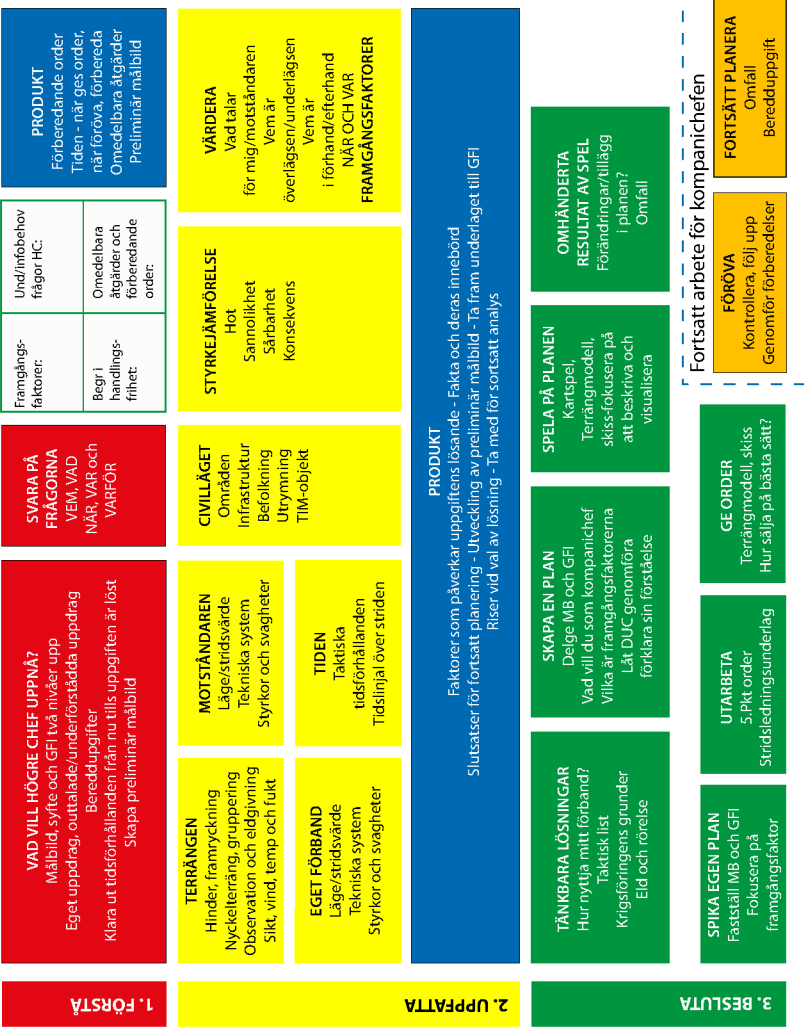 1. FÖRSTÅ
VAD VILL HÖGRE CHEF UPPNÅ?
Målbild, syfte och GFI två nivåer upp
Eget uppdrag, outtalade/underförstådda uppdrag
Bereddupgifter
Klara ut tidsförhållanden från nu tills uppgiften är löst
Skapa preliminär målbild
SVARA PÅ
FRÅGORNA
VEM, VAD
NÄR, VAR och
VARFÖR
Framgångs-
faktorer:
Und/infobehov
frågor HC:
Begr i
handlings-
frihet:
Omedelbara
åtgärder och
förberedande
order:
PRODUKT
Förberedande order
Tiden - när ges order,
när föröva, förbereda
Omedelbara åtgärder
Preliminär målbild
2. UPPFATTA
TERRÄNGEN
Hinder, framryckning
Nyckelterräng, gruppering
Observation och eldgivning
Sikt, vind, temp och fukt
MOTSTÅNDAREN
Läge/stridsvärde
Tekniska system
Styrkor och svagheter
EGET FÖRBAND
Läge/stridsvärde
Tekniska system
Styrkor och svagheter
TIDEN
Taktiska
tidsförhållanden
Tidslinjal över striden
CIVILLÄGET
Områden
Infrastruktur
Befolkning
Utrymning
TIM-objekt
STYRKEJÄMFÖRELSE
Hot
Sannolikhet
Sårbarhet
Konsekvens
VÄRDERA
Vad talar
för mig/motståndaren
Vem är
överlägsen/underlägsen
Vem är
i förhand/efterhand
NÄR OCH VAR
FRAMGÅNGSFAKTORER
PRODUKT
Faktorer som påverkar uppgiftens lösande - Fakta och deras innebörd
Slutsatser för fortsatt planering - Utveckling av preliminär målbild - Ta fram underlaget till GFI
Riser vid val av lösning - Ta med för sortsatt analys
3. BESLUTA
TÄNKBARA LÖSNINGAR
Hur nyttja mitt förband?
Taktisk list
Krigsföringens grunder
Eld och rörelse
SKAPA EN PLAN
Delge MB och GFI
Vad vill du som kompanichef
Vilka är framgångsfaktorerna
Låt DUC genomföra
förklara sin förståelse
SPELA PÅ PLANEN
Kartspel,
Terrängmodell,
skiss-fokusera på
att beskriva och
visualisera
OMHÄNDERTA
RESULTAT AV SPEL
Förändringar/tillägg
i planen?
Omfall
SPIKA EGEN PLAN
Fastställ MB och GFI
Fokusera på
framgångsfaktor
UTARBETA
5.Pkt order
Stridsledningsunderlag
GE ORDER
Terrängmodell, skiss
Hur sälja på bästa sätt?
Fortsatt arbete för kompanichefen
FÖRÖVA
Kontrollera, följ upp
Genomför förberedelser
FORTSÄTT PLANERA
Omfall
Беredduppgift